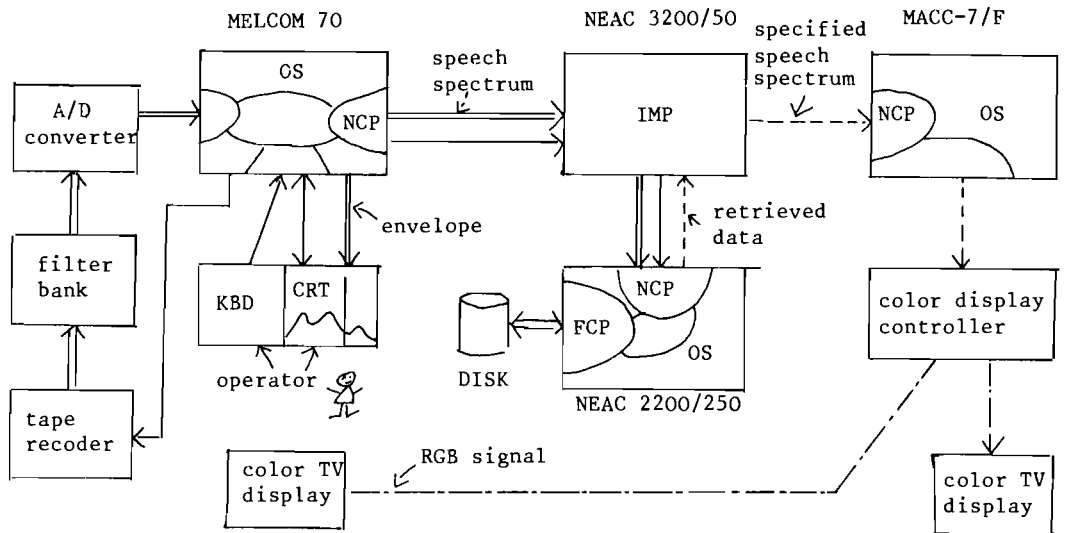 MELCOM 70
NEAC 3200/50
MACC-7/F
OS
NCP
A/D
converter
speech
spectrum
IMP
specified
speech
spectrum
NCP
OS
envelope
retrieved
data
filter
bank
KBD
CRT
NCP
FCP
OS
DISK
NEAC 2200/250
color display
controller
operator
tape
recoder
color TV
display
RGB signal
color TV
display